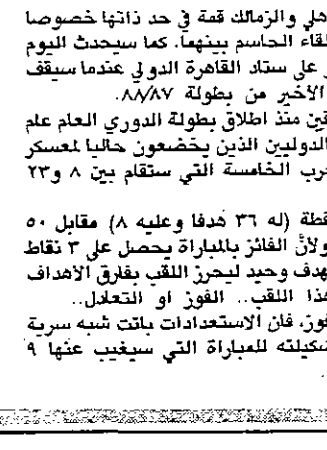 هلي والزمالك قمة في حد ذاتها خصوصا
لقاء الحاسم بينهما. كما سيحدث اليوم
على ستاد القاهرة الدولي عندما سيقف
الأخير من بطولة ٨٨/٨٧.
منذ اطلاق بطولة الدوري العام علم
الدوليين الذين يخضعون حاليا لمعسكر
رب الخامسة التي ستقام بين ٨ و٢٣
قطة (له ٣٦ هدفا وعليه ٨) مقابل ٥٠
ولأن الفائز بالمباراة يحصل على ٣ نقاط
هدف وحيد ليحرز اللقب بفارق الأهداف
هذا اللقب.. الفوز او التعادل..
فوز، فان الاستعدادات باتت شبه سرية
شكيلته للمباراة التي سيغيب عنها ٩